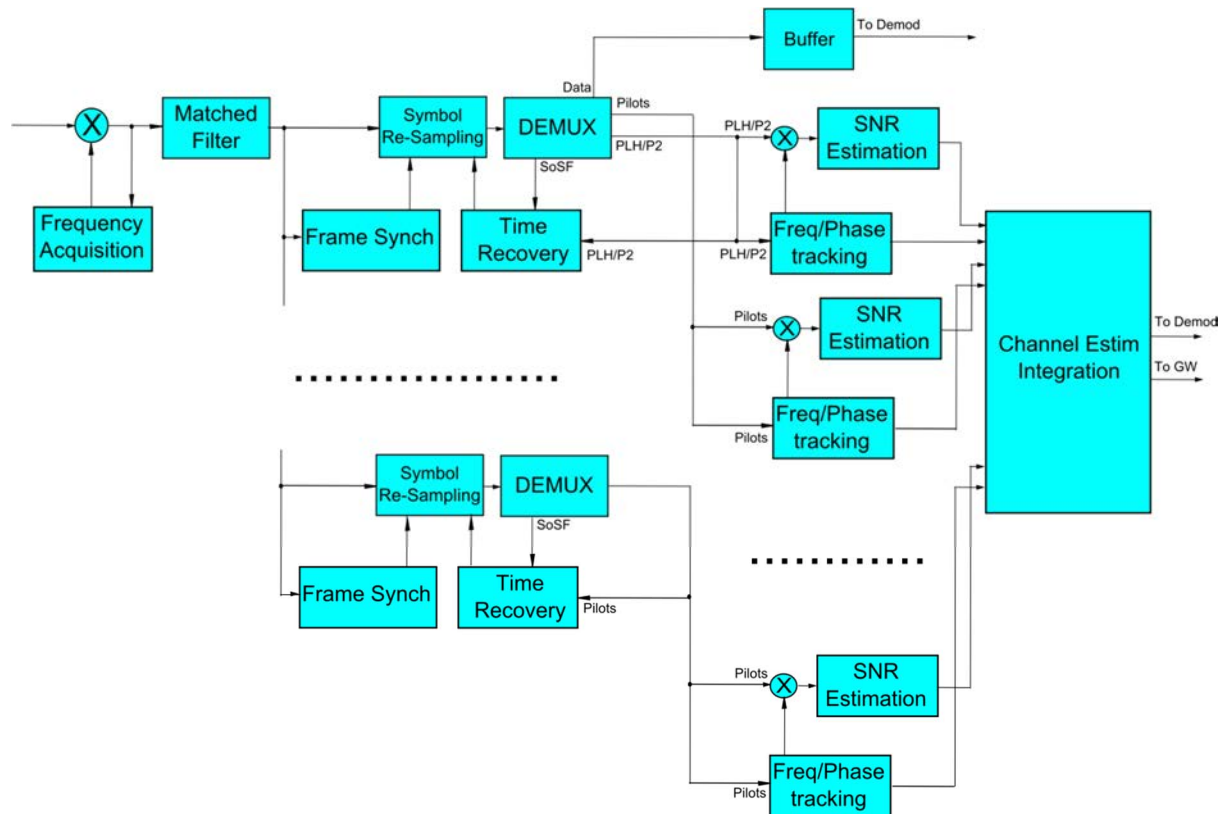 To Demod
Buffer
Data
Pilots
X
Matched
Filter
Symbol
Re-Sampling
DEMUX
PLH/P2
PLH/P2
X
SNR
Estimation
SoSF
Frequency
Acquisition
Frame Synch
Time
Recovery
PLH/P2
PLH/P2
Freq/Phase
tracking
Pilots
X
SNR
Estimation
Channel Estim
Integration
To Demod
To GW
Pilots
Freq/Phase
tracking
Symbol
Re-Sampling
DEMUX
SoSF
Frame Synch
Time
Recovery
Pilots
Pilots
X
SNR
Estimation
Pilots
Freq/Phase
tracking